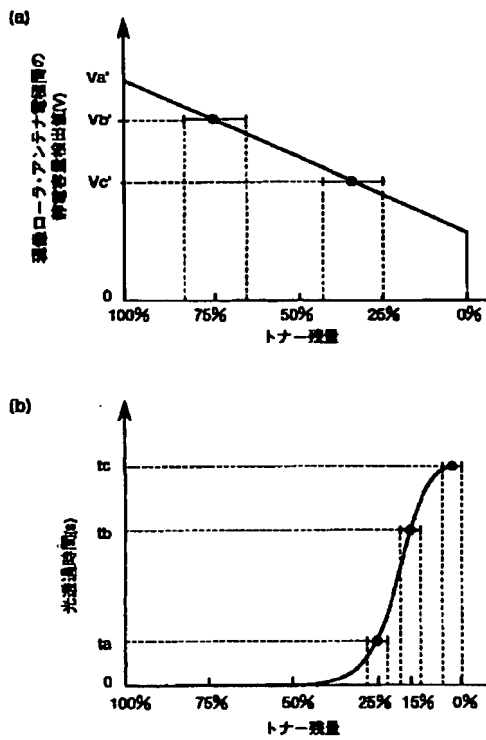 (a)
現像ローラ・アンテナ電極間の
静電容量検出値(V)
Va'
Vb'
Vc'
0
100%
75%
50%
25%
0%
トナー残量
(b)
光透過時間(s)
tc
tb
ta
0
100%
75%
50%
25%
15%
0%
トナー残量